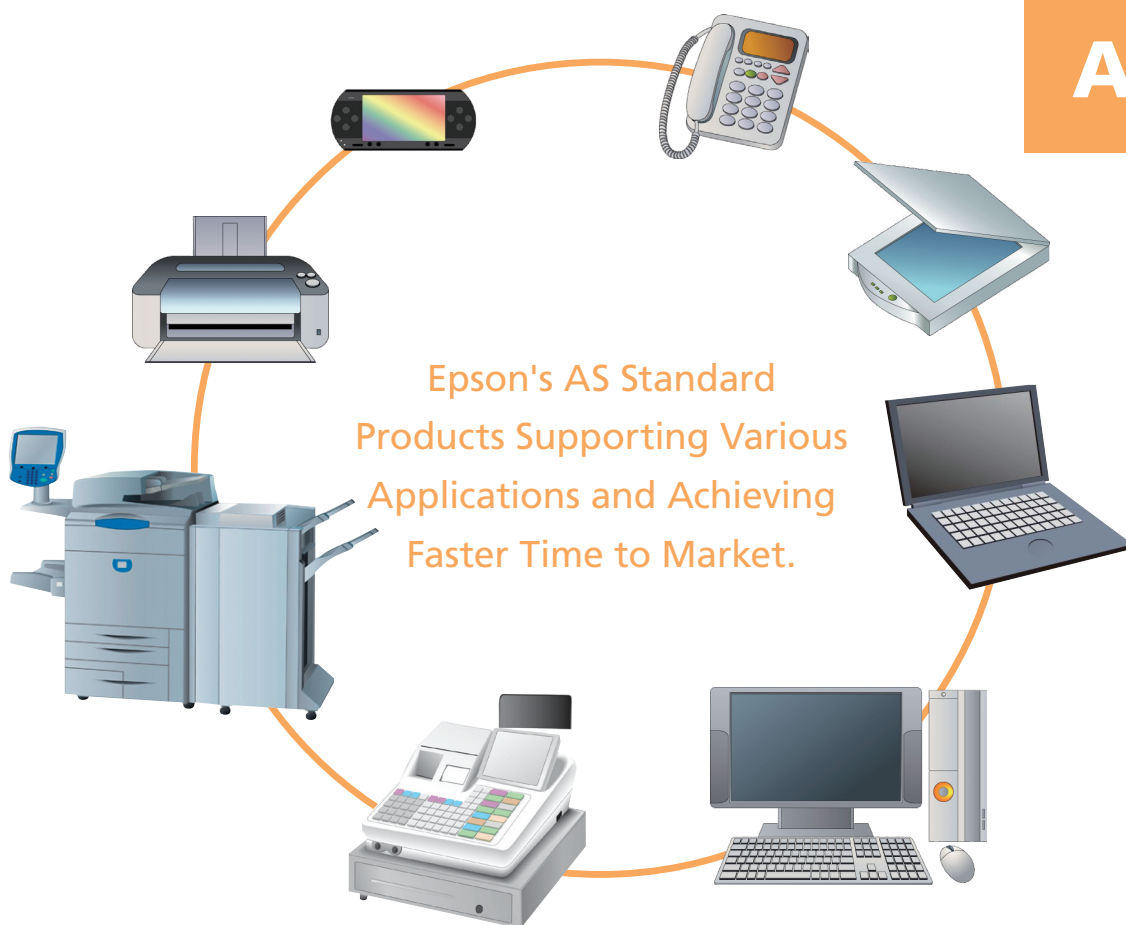 A
Epson's AS Standard
Products Supporting Various
Applications and Achieving
Faster Time to Market.